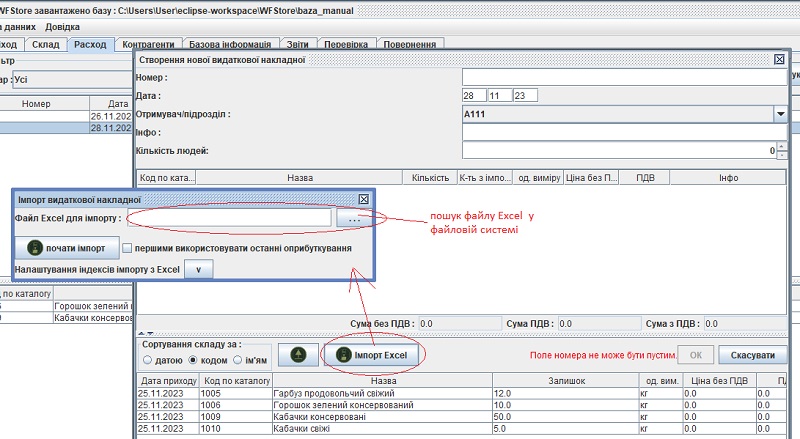 WFStore завантажено базу : C:\Users\User\eclipse-workspace\WFStore\baza_manual
а данних Довідка
иход Склад Расход Контрагенти Базова інформація Звіти Перевірка Повернення
льтр
ар : Усі
Номер Дата
26.11.202
28.11.202
Створення нової видаткової накладної
Номер :
Дата : 28 11 23
Отримувач/підрозділ : А111
Інфо :
Кількість людей: 0
Код по ката... Назва Кількість К-ть з імпо... од. виміру Ціна без П... ПДВ Інфо
Імпорт видаткової накладної
Файл Excel для імпорту : ...
почати імпорт першими використовувати останні оприбуткування
Налаштування індексів імпорту з Excel v
пошук файлу Excel у
файловій системі
по каталогу
Горошок зелений
Кабачки консервован
Сума без ПДВ : 0.0 Сума ПДВ : 0.0 Сума з ПДВ : 0.0
Сортування складу за :
датою кодом ім'ям
Імпорт Excel
Поле номера не може бути пустим. ОК Скасувати
Дата приходу Код по каталогу Назва Залишок од. вим. Ціна без ПДВ ПД
25.11.2023 1005 Гарбуз продовольчий свіжий 12.0 кг 0.0 0.0
25.11.2023 1006 Горошок зелений консервований 10.0 кг 0.0 0.0
25.11.2023 1009 Кабачки консервовані 50.0 кг 0.0 0.0
25.11.2023 1010 Кабачки свіжі 5.0 кг 0.0 0.0